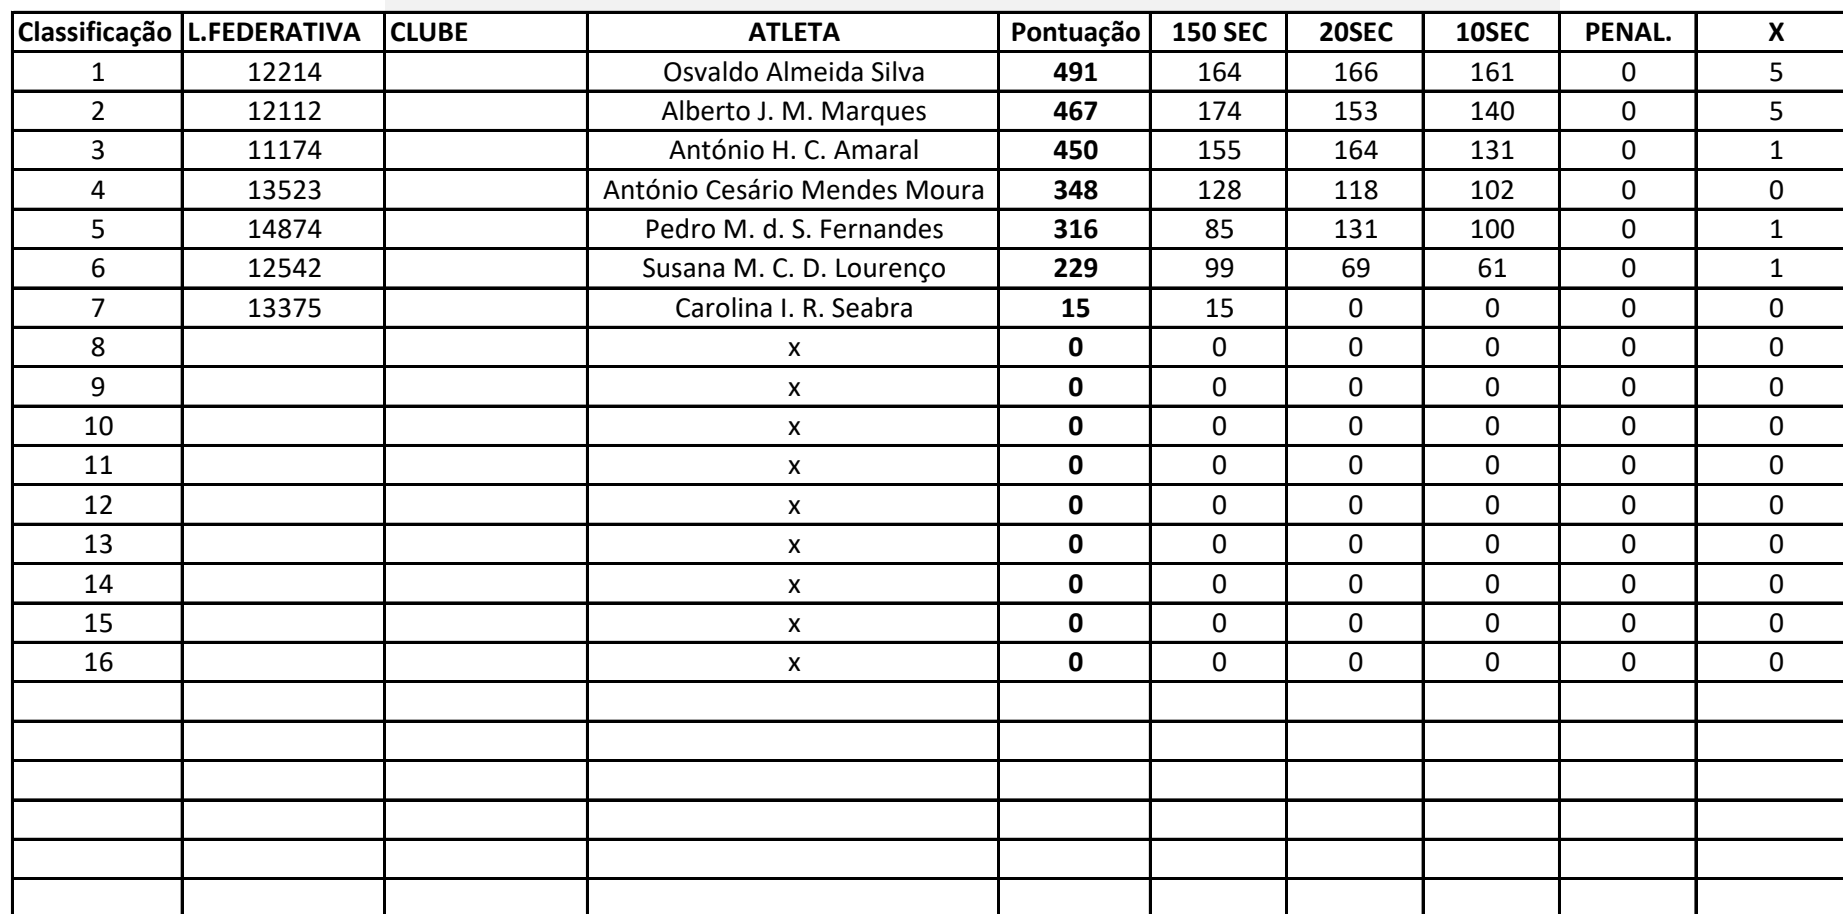 Classificação L.FEDERATIVA CLUBE ATLETA Pontuação 150 SEC 20SEC 10SEC PENAL. X
1 12214 Osvaldo Almeida Silva 491 164 166 161 0 5
2 12112 Alberto J. M. Marques 467 174 153 140 0 5
3 11174 António H. C. Amaral 450 155 164 131 0 1
4 13523 António Cesário Mendes Moura 348 128 118 102 0 0
5 14874 Pedro M. d. S. Fernandes 316 85 131 100 0 1
6 12542 Susana M. C. D. Lourenço 229 99 69 61 0 1
7 13375 Carolina I. R. Seabra 15 15 0 0 0 0
8 x 0 0 0 0 0 0
9 x 0 0 0 0 0 0
10 x 0 0 0 0 0 0
11 x 0 0 0 0 0 0
12 x 0 0 0 0 0 0
13 x 0 0 0 0 0 0
14 x 0 0 0 0 0 0
15 x 0 0 0 0 0 0
16 x 0 0 0 0 0 0